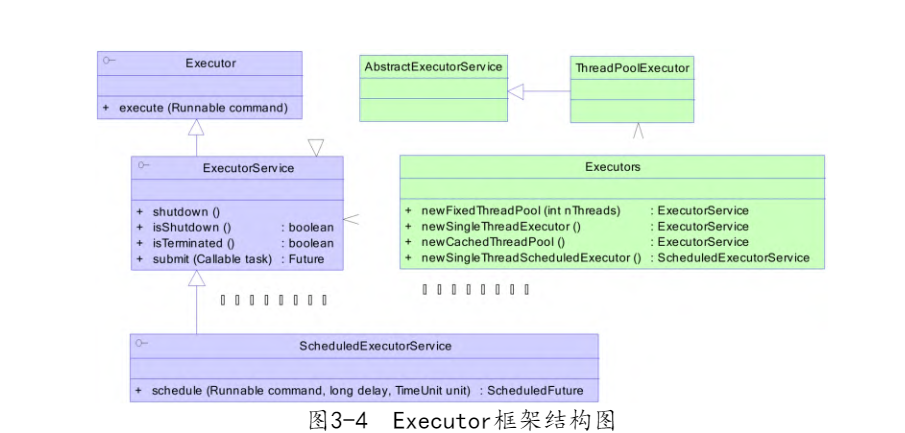 Executor
+ execute (Runnable command)
AbstractExecutorService
ThreadPoolExecutor
ExecutorService
+ shutdown ()
+ isShutdown () : boolean
+ isTerminated () : boolean
+ submit (Callable task) : Future
Executors
+ newFixedThreadPool (int nThreads) : ExecutorService
+ newSingleThreadExecutor () : ExecutorService
+ newCachedThreadPool () : ExecutorService
+ newSingleThreadScheduledExecutor () : ScheduledExecutorService
ScheduledExecutorService
+ schedule (Runnable command, long delay, TimeUnit unit) : ScheduledFuture
图3-4 Executor框架结构图